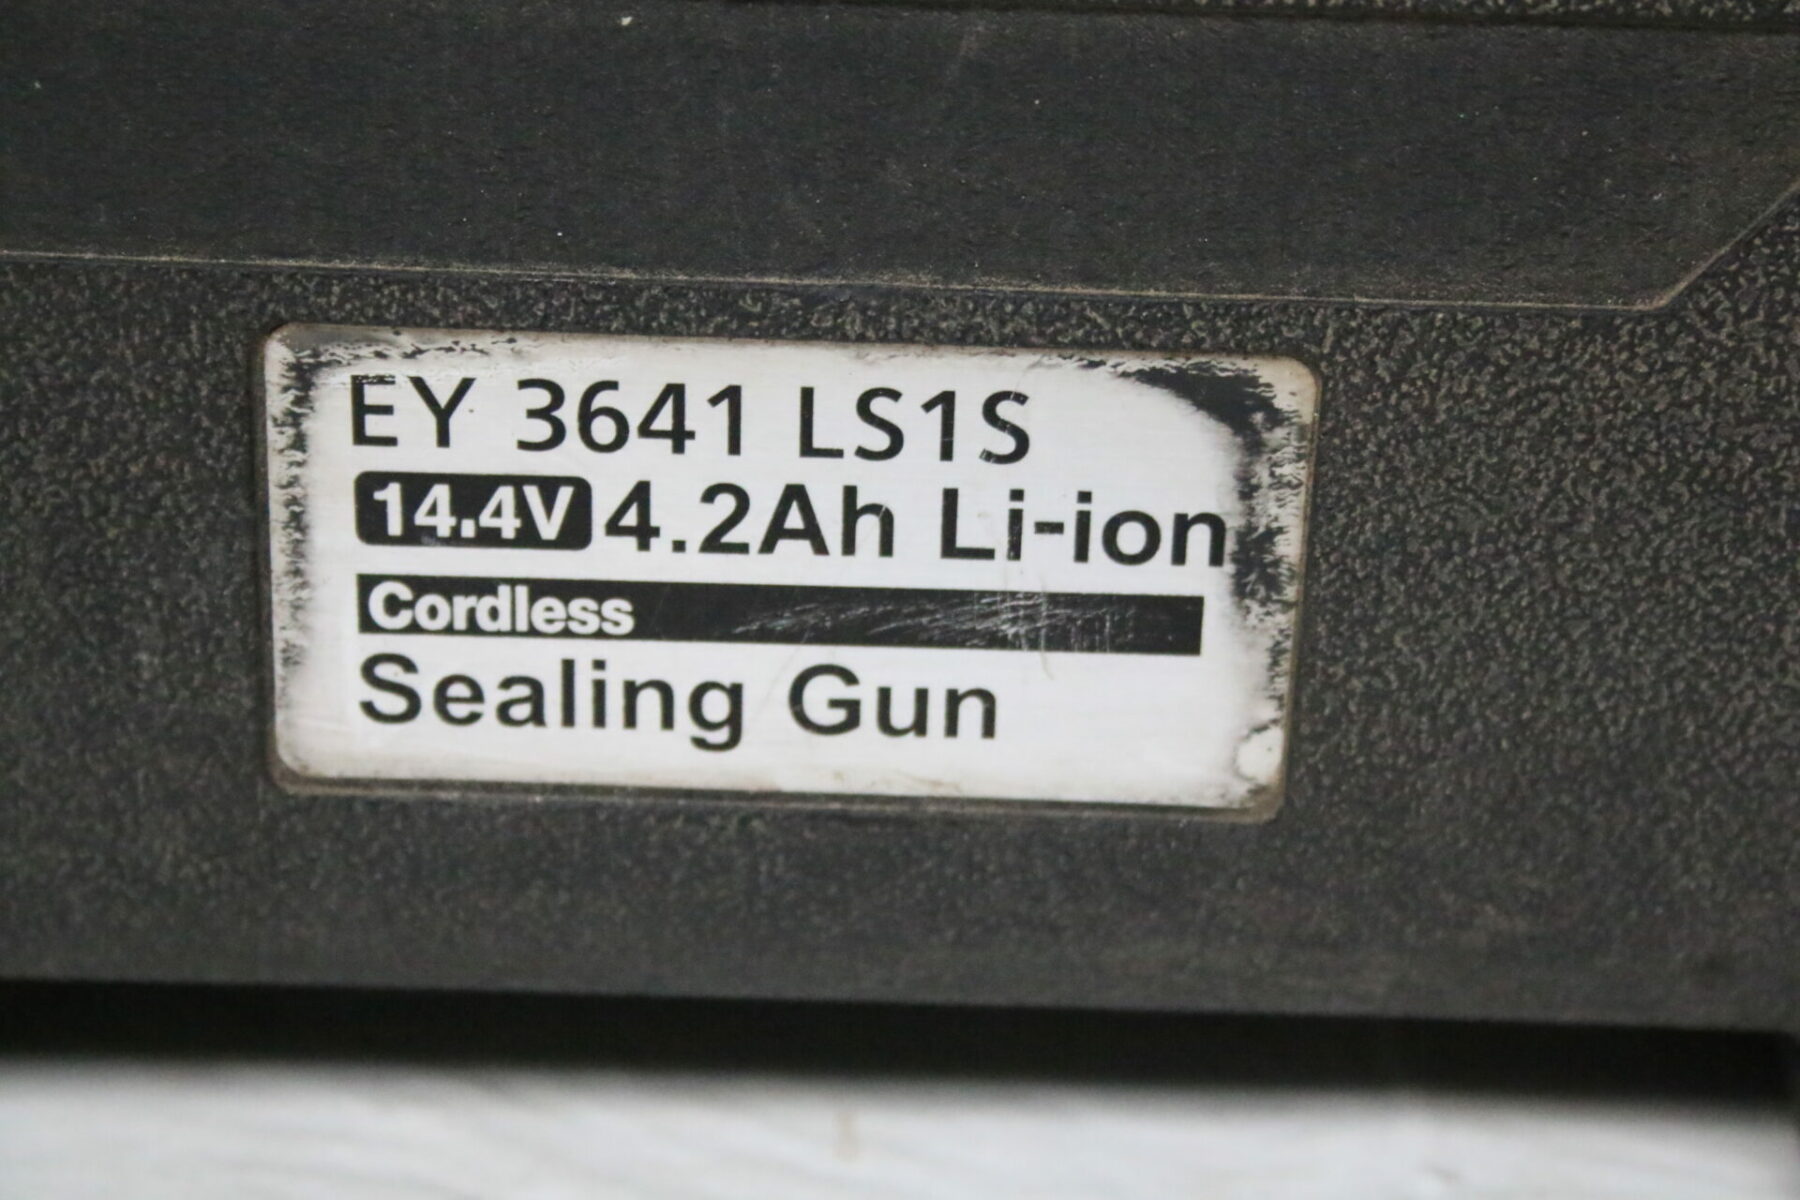 EY 3641 LS1S
14.4V 4.2Ah Li-ion
Cordless
Sealing Gun